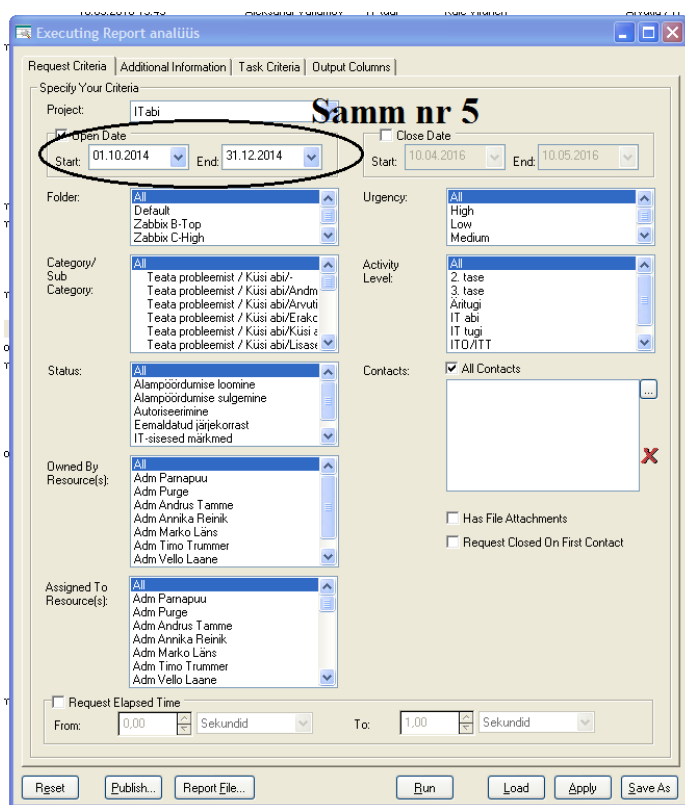 Executing Report analüüs
Request Criteria Additional Information Task Criteria Output Columns
Specify Your Criteria
Project: ITabi
Samm nr 5
Open Date
Start: 01.10.2014 End: 31.12.2014
Close Date
Start: 10.04.2016 End: 10.05.2016
Folder:
All
Default
Zabbix B-Top
Zabbix C-High
Urgency:
All
High
Low
Medium
Category/
Sub
Category:
All
Teata probleemist / Küsi abi/-
Teata probleemist / Küsi abi/Andm
Teata probleemist / Küsi abi/Arvuti
Teata probleemist / Küsi abi/Erakc
Teata probleemist / Küsi abi/Küsi a
Teata probleemist / Küsi abi/Lisase
Activity
Level:
All
2. tase
3. tase
Äritugi
IT abi
IT tugi
ITO/ITT
Status:
All
Alampöördumise loomine
Alampöördumise sulgemine
Autoriseerimine
Eemaldatud järjekorrast
IT-sisesed märkmed
Contacts:
All Contacts
...
Owned By
Resource(s):
All
Adm Parnapuu
Adm Purge
Adm Andrus Tamme
Adm Annika Reinik
Adm Marko Läns
Adm Timo Trummer
Adm Vello Laane
Has File Attachments
Request Closed On First Contact
Assigned To
Resource(s):
All
Adm Parnapuu
Adm Purge
Adm Andrus Tamme
Adm Annika Reinik
Adm Marko Läns
Adm Timo Trummer
Adm Vello Laane
Request Elapsed Time
From: 0,00 Sekundid To: 1,00 Sekundid
Reset Publish... Report File... Run Load Apply Save As